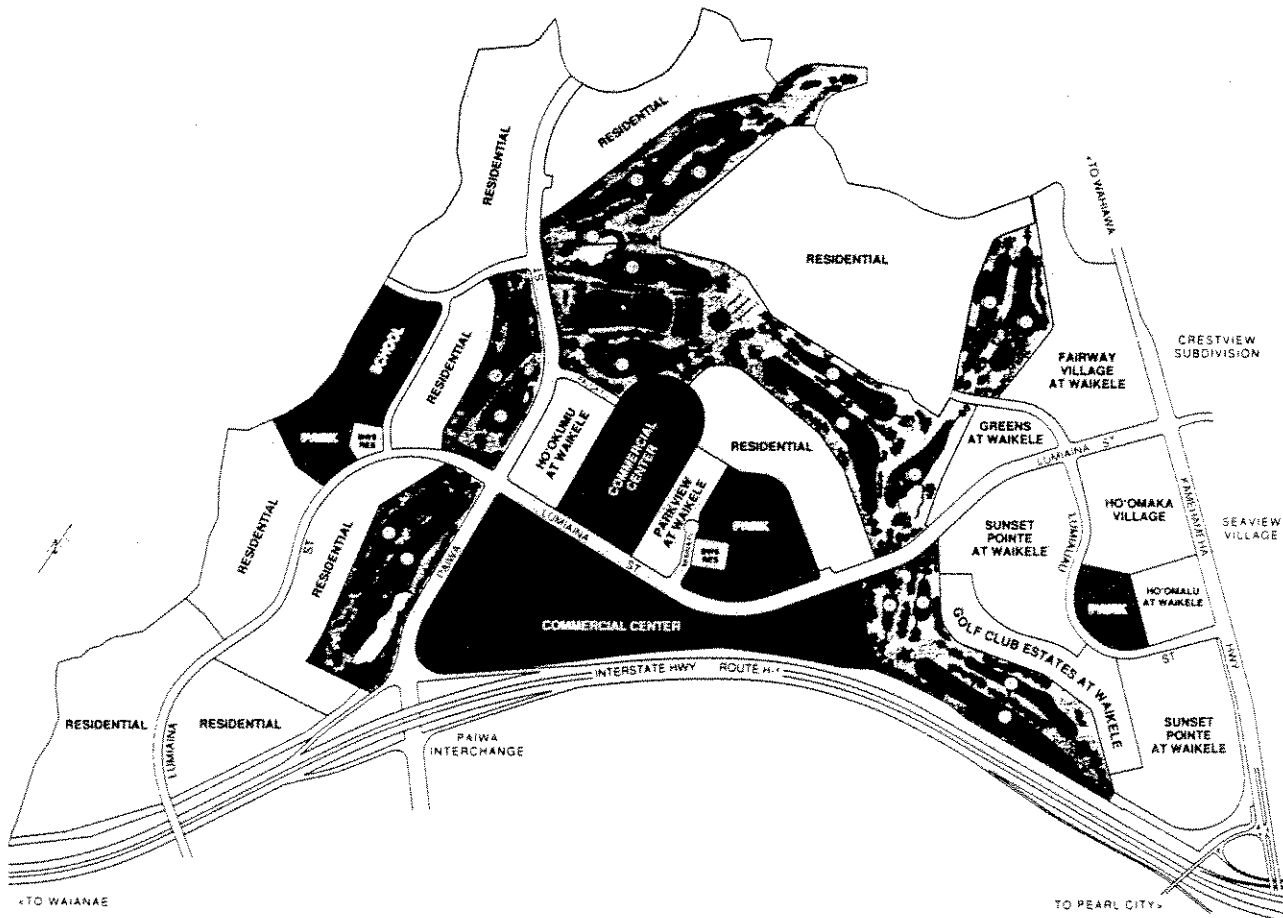 RESIDENTIAL
RESIDENTIAL
<TO WAHIAWA
RESIDENTIAL
ST
SCHOOL
RESIDENTIAL
CRESTVIEW
SUBDIVISION
FAIRWAY
VILLAGE
AT WAIKELE
HO'OKUMU
AT WAIKELE
COMMERCIAL
CENTER
RESIDENTIAL
GREENS
AT WAIKELE
LUMIAINA ST
PARK
RESIDENTIAL
RESIDENTIAL
ST
PAIWA
LUMIAINA ST
PARKVIEW
AT WAIKELE
PARK
SUNSET
POINTE
AT WAIKELE
LUMIAUAU
ST
HO'OMAKA
VILLAGE
KAMEHAMEHA
HWY
SEAVIEW
VILLAGE
PARK
HO'OMALU
AT WAIKELE
COMMERCIAL CENTER
GOLF CLUB ESTATES AT WAIKELE
INTERSTATE HWY ROUTE H-1
RESIDENTIAL
LUMIAINA
RESIDENTIAL
PAIWA
INTERCHANGE
SUNSET
POINTE
AT WAIKELE
<TO WAIANAE
TO PEARL CITY>